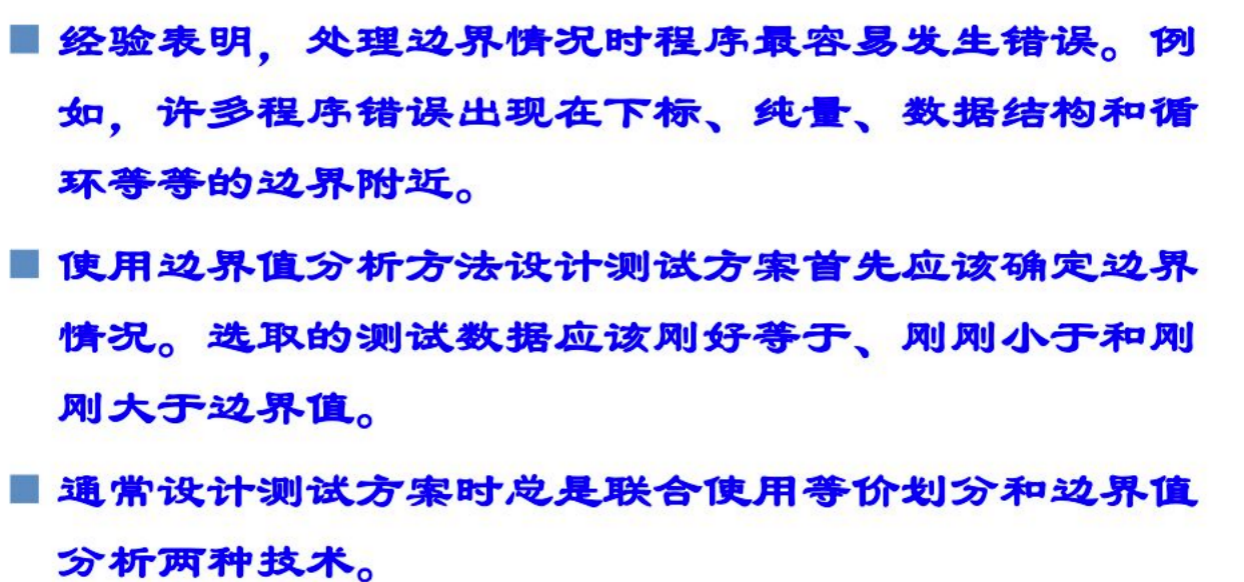 经验表明，处理边界情况时程序最容易发生错误。例
如，许多程序错误出现在下标、纯量、数据结构和循
环等等的边界附近。
使用边界值分析方法设计测试方案首先应该确定边界
情况。选取的测试数据应该刚好等于、刚刚小于和刚
刚大于边界值。
通常设计测试方案时总是联合使用等价划分和边界值
分析两种技术。